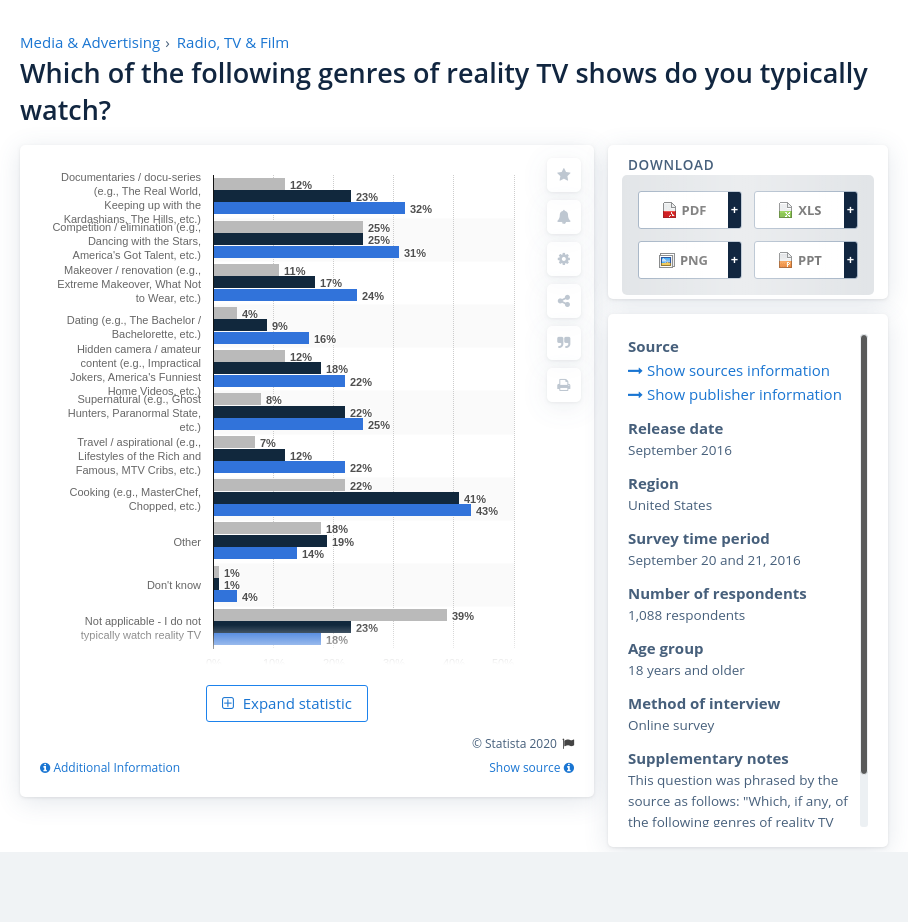 Media & Advertising › Radio, TV & Film
Which of the following genres of reality TV shows do you typically
watch?
Documentaries / docu-series
(e.g., The Real World,
Keeping up with the
Kardashians, The Hills, etc.)
12%
23%
32%
Competition / elimination (e.g.,
Dancing with the Stars,
America's Got Talent, etc.)
25%
25%
31%
Makeover / renovation (e.g.,
Extreme Makeover, What Not
to Wear, etc.)
11%
17%
24%
Dating (e.g., The Bachelor /
Bachelorette, etc.)
4%
9%
16%
Hidden camera / amateur
content (e.g., Impractical
Jokers, America's Funniest
Home Videos, etc.)
12%
18%
22%
Supernatural (e.g., Ghost
Hunters, Paranormal State,
etc.)
8%
22%
25%
Travel / aspirational (e.g.,
Lifestyles of the Rich and
Famous, MTV Cribs, etc.)
7%
12%
22%
Cooking (e.g., MasterChef,
Chopped, etc.)
22%
41%
43%
Other
18%
19%
14%
Don't know
1%
1%
4%
Not applicable - I do not
typically watch reality TV
39%
23%
18%
0% 10% 20% 30% 40% 50%
Expand statistic
© Statista 2020
Additional Information
Show source
DOWNLOAD
PDF +
XLS +
PNG +
PPT +
Source
Show sources information
Show publisher information
Release date
September 2016
Region
United States
Survey time period
September 20 and 21, 2016
Number of respondents
1,088 respondents
Age group
18 years and older
Method of interview
Online survey
Supplementary notes
This question was phrased by the
source as follows: "Which, if any, of
the following genres of reality TV